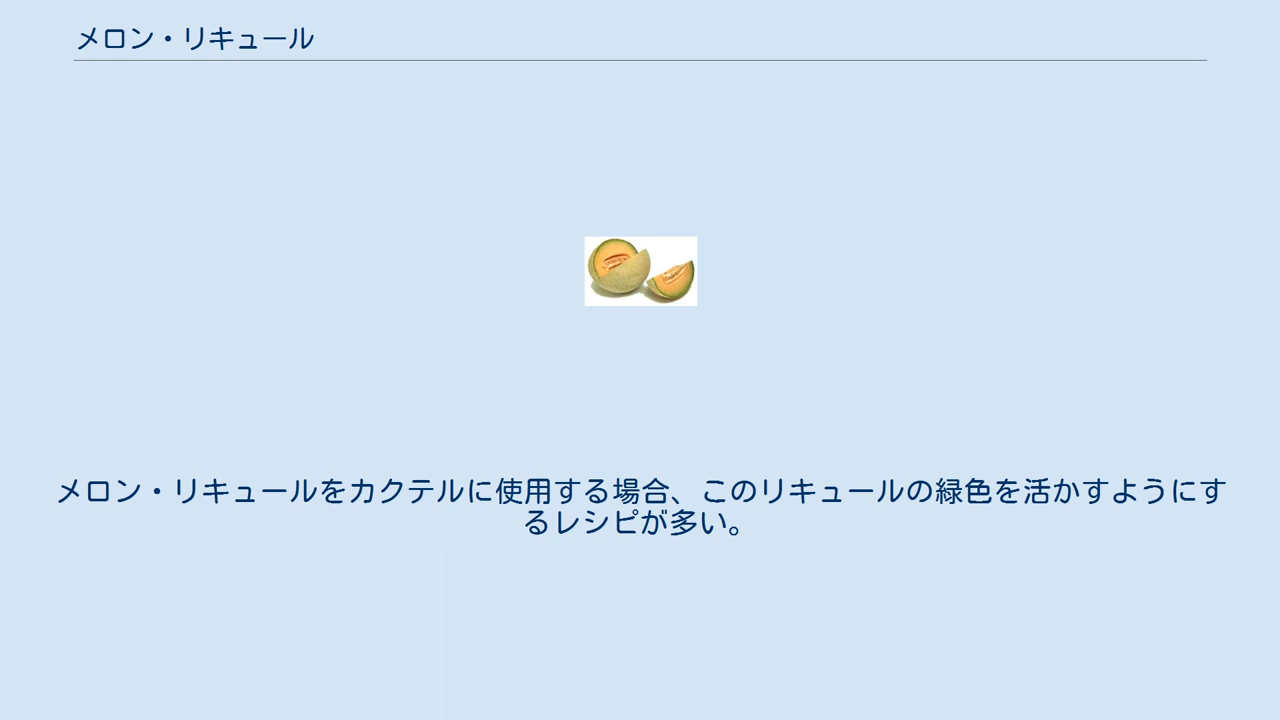 メロン・リキュール
メロン・リキュールをカクテルに使用する場合、このリキュールの緑色を活かすようにす
るレシピが多い。